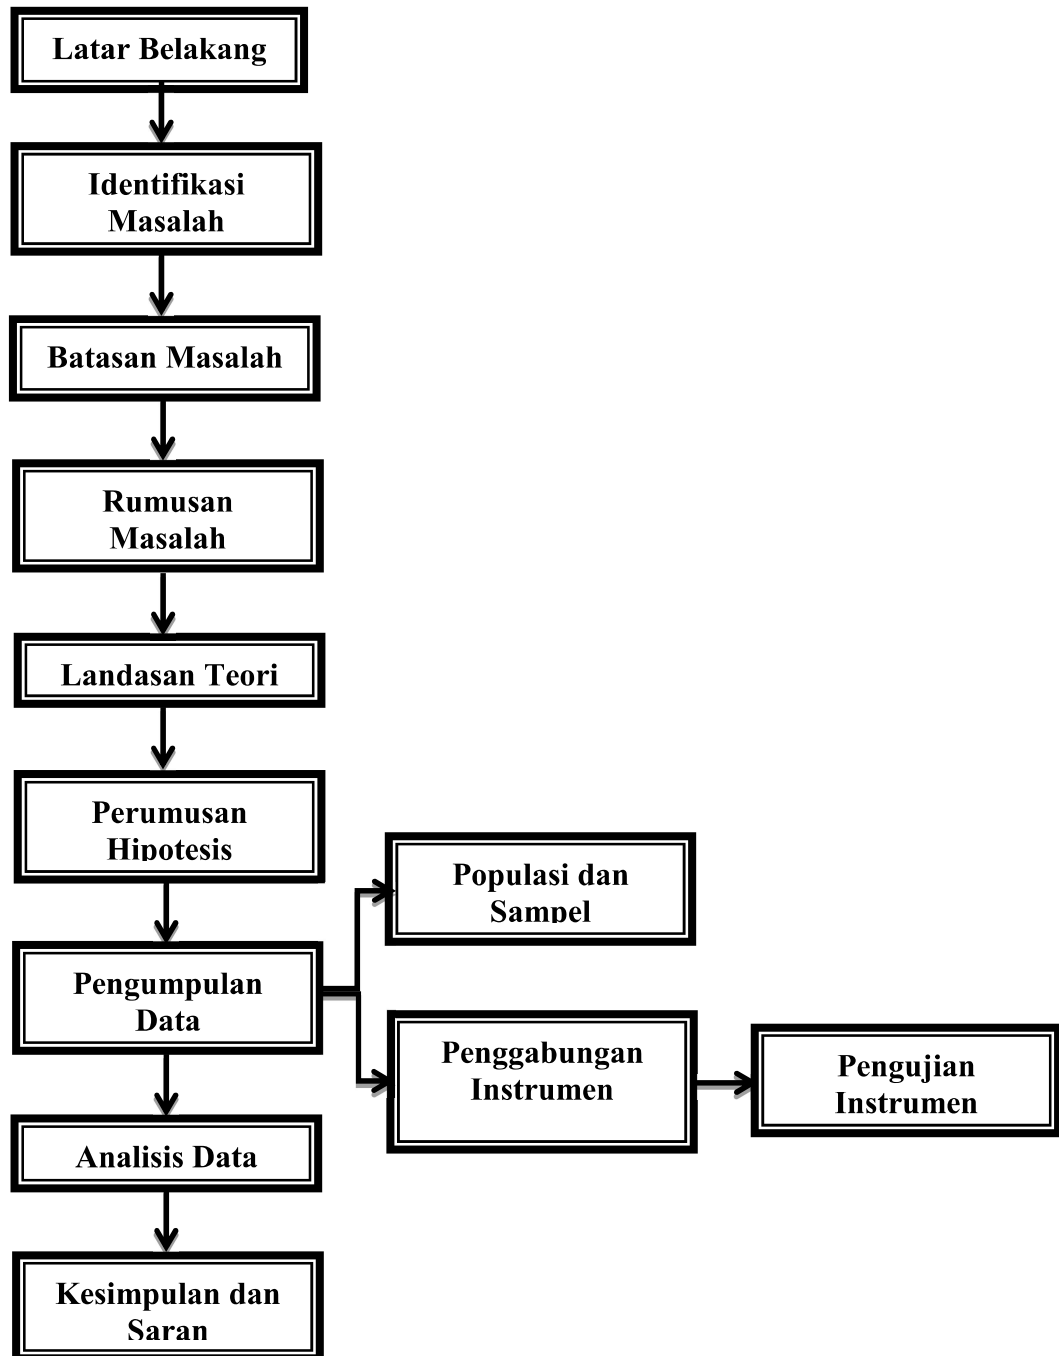 Latar Belakang
Identifikasi
Masalah
Batasan Masalah
Rumusan
Masalah
Landasan Teori
Perumusan
Hipotesis
Populasi dan
Sampel
Pengumpulan
Data
Penggabungan
Instrumen
Pengujian
Instrumen
Analisis Data
Kesimpulan dan
Saran